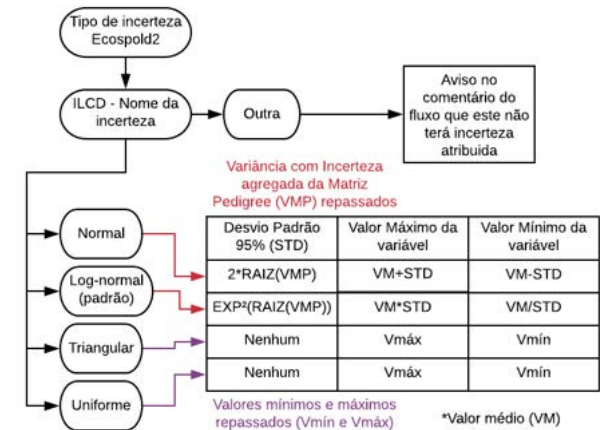 Tipo de incerteza
Ecospold2
ILCD - Nome da
incerteza
Outra
Aviso no
comentário do
fluxo que este não
terá incerteza
atribuida
Variância com Incerteza
agregada da Matriz
Pedigree (VMP) repassados
Normal
Log-normal
(padrão)
Triangular
Uniforme
Desvio Padrão
95% (STD)
Valor Máximo da
variável
Valor Mínimo da
variável
2*RAIZ(VMP)
VM+STD
VM-STD
EXP²(RAIZ(VMP))
VM*STD
VM/STD
Nenhum
Vmáx
Vmín
Nenhum
Vmáx
Vmín
Valores mínimos e máximos
repassados (Vmín e Vmáx)
*Valor médio (VM)